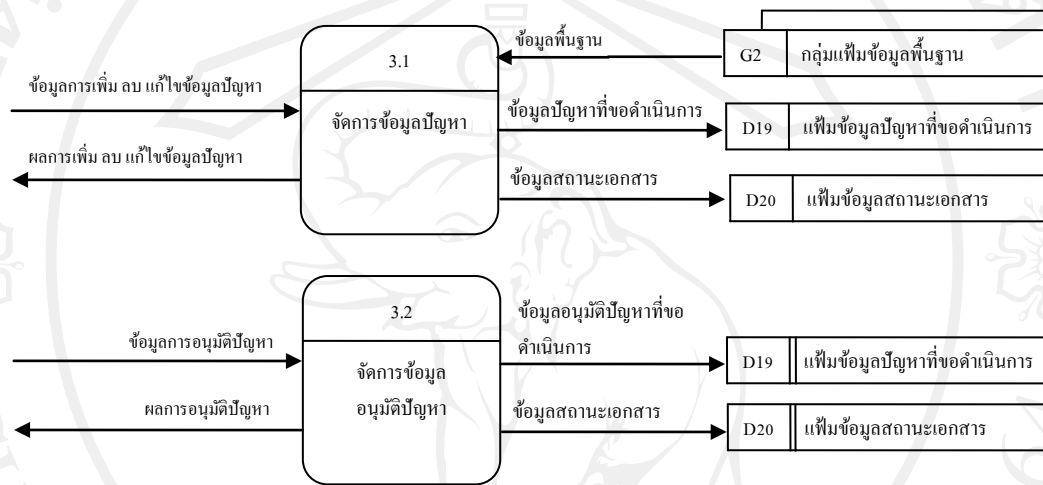 ข้อมูลพื้นฐาน
G2 กลุ่มแฟ้มข้อมูลพื้นฐาน
3.1
ข้อมูลการเพิ่ม ลบ แก้ไขข้อมูลปัญหา
จัดการข้อมูลปัญหา
ข้อมูลปัญหาที่ขอดำเนินการ
D19 แฟ้มข้อมูลปัญหาที่ขอดำเนินการ
ผลการเพิ่ม ลบ แก้ไขข้อมูลปัญหา
ข้อมูลสถานะเอกสาร
D20 แฟ้มข้อมูลสถานะเอกสาร
3.2
ข้อมูลอนุมัติปัญหาที่ขอ
ดำเนินการ
ข้อมูลการอนุมัติปัญหา
D19 แฟ้มข้อมูลปัญหาที่ขอดำเนินการ
จัดการข้อมูล
อนุมัติปัญหา
ผลการอนุมัติปัญหา
ข้อมูลสถานะเอกสาร
D20 แฟ้มข้อมูลสถานะเอกสาร